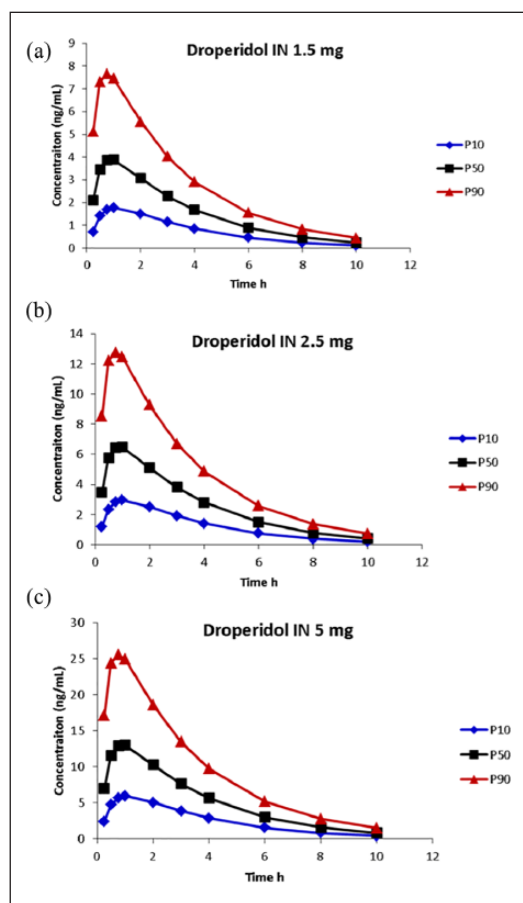 (a)
Droperidol IN 1.5 mg
Concentraiton (ng/mL)
9
8
7
6
5
4
3
2
1
0
0 2 4 6 8 10 12
Time h
P10
P50
P90
(b)
Droperidol IN 2.5 mg
Concentraiton (ng/mL)
14
12
10
8
6
4
2
0
0 2 4 6 8 10 12
Time h
P10
P50
P90
(c)
Droperidol IN 5 mg
Concentraiton (ng/mL)
30
25
20
15
10
5
0
0 2 4 6 8 10 12
Time h
P10
P50
P90